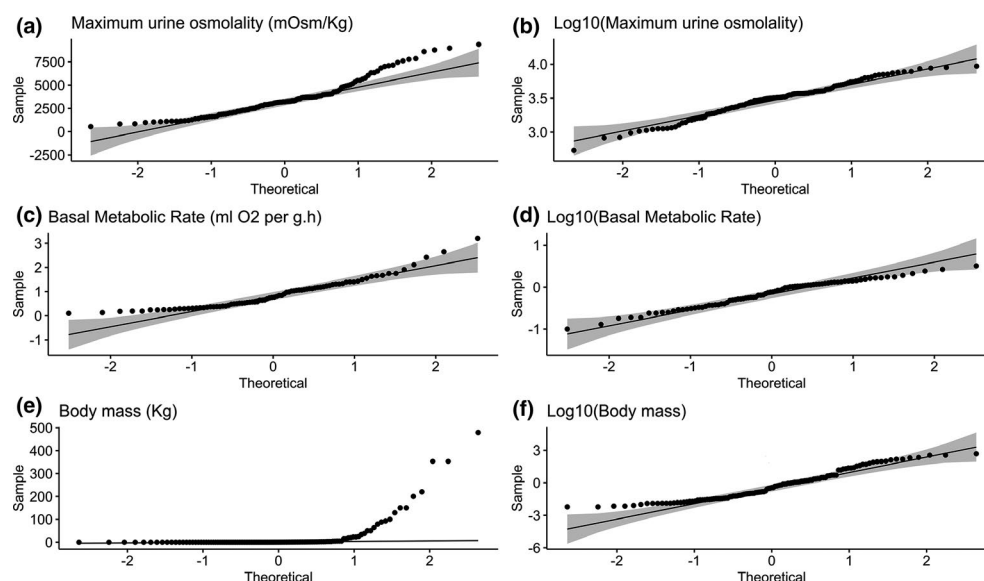 (a) Maximum urine osmolality (mOsm/Kg)
Sample
7500
5000
2500
0
-2500
-2 -1 0 1 2
Theoretical
(b) Log10(Maximum urine osmolality)
Sample
4.0
3.5
3.0
-2 -1 0 1 2
Theoretical
(c) Basal Metabolic Rate (ml O2 per g.h)
Sample
3
2
1
0
-1
-2 -1 0 1 2
Theoretical
(d) Log10(Basal Metabolic Rate)
Sample
1
0
-1
-2 -1 0 1 2
Theoretical
(e) Body mass (Kg)
Sample
500
400
300
200
100
0
-2 -1 0 1 2
Theoretical
(f) Log10(Body mass)
Sample
3
0
-3
-6
-2 -1 0 1 2
Theoretical